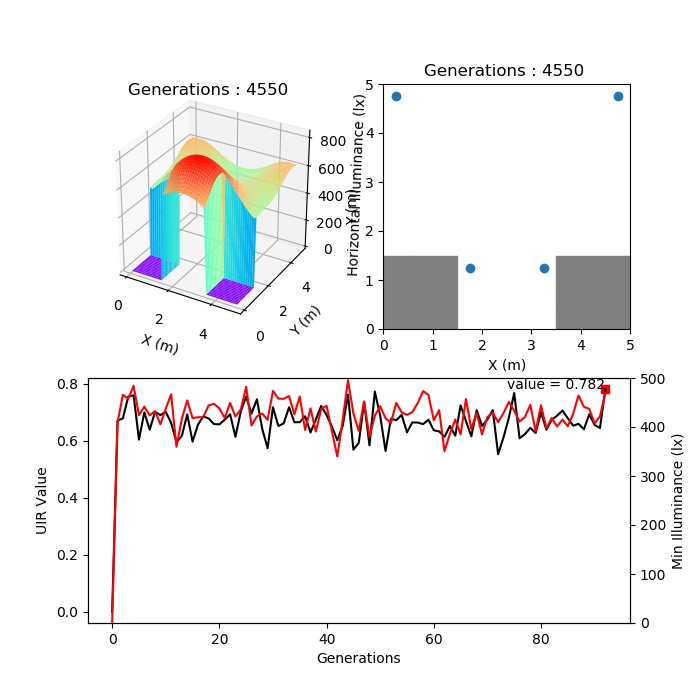 Generations : 4550
800
600
400
200
0
Horizontal Illuminance (lx)
0
2
4
X (m)
0
2
4
Y (m)
Generations : 4550
5
4
3
2
1
0
Y (m)
0 1 2 3 4 5
X (m)
value = 0.782
0.8
0.6
0.4
0.2
0.0
UIR Value
500
400
300
200
100
0
Min Illuminance (lx)
0 20 40 60 80
Generations